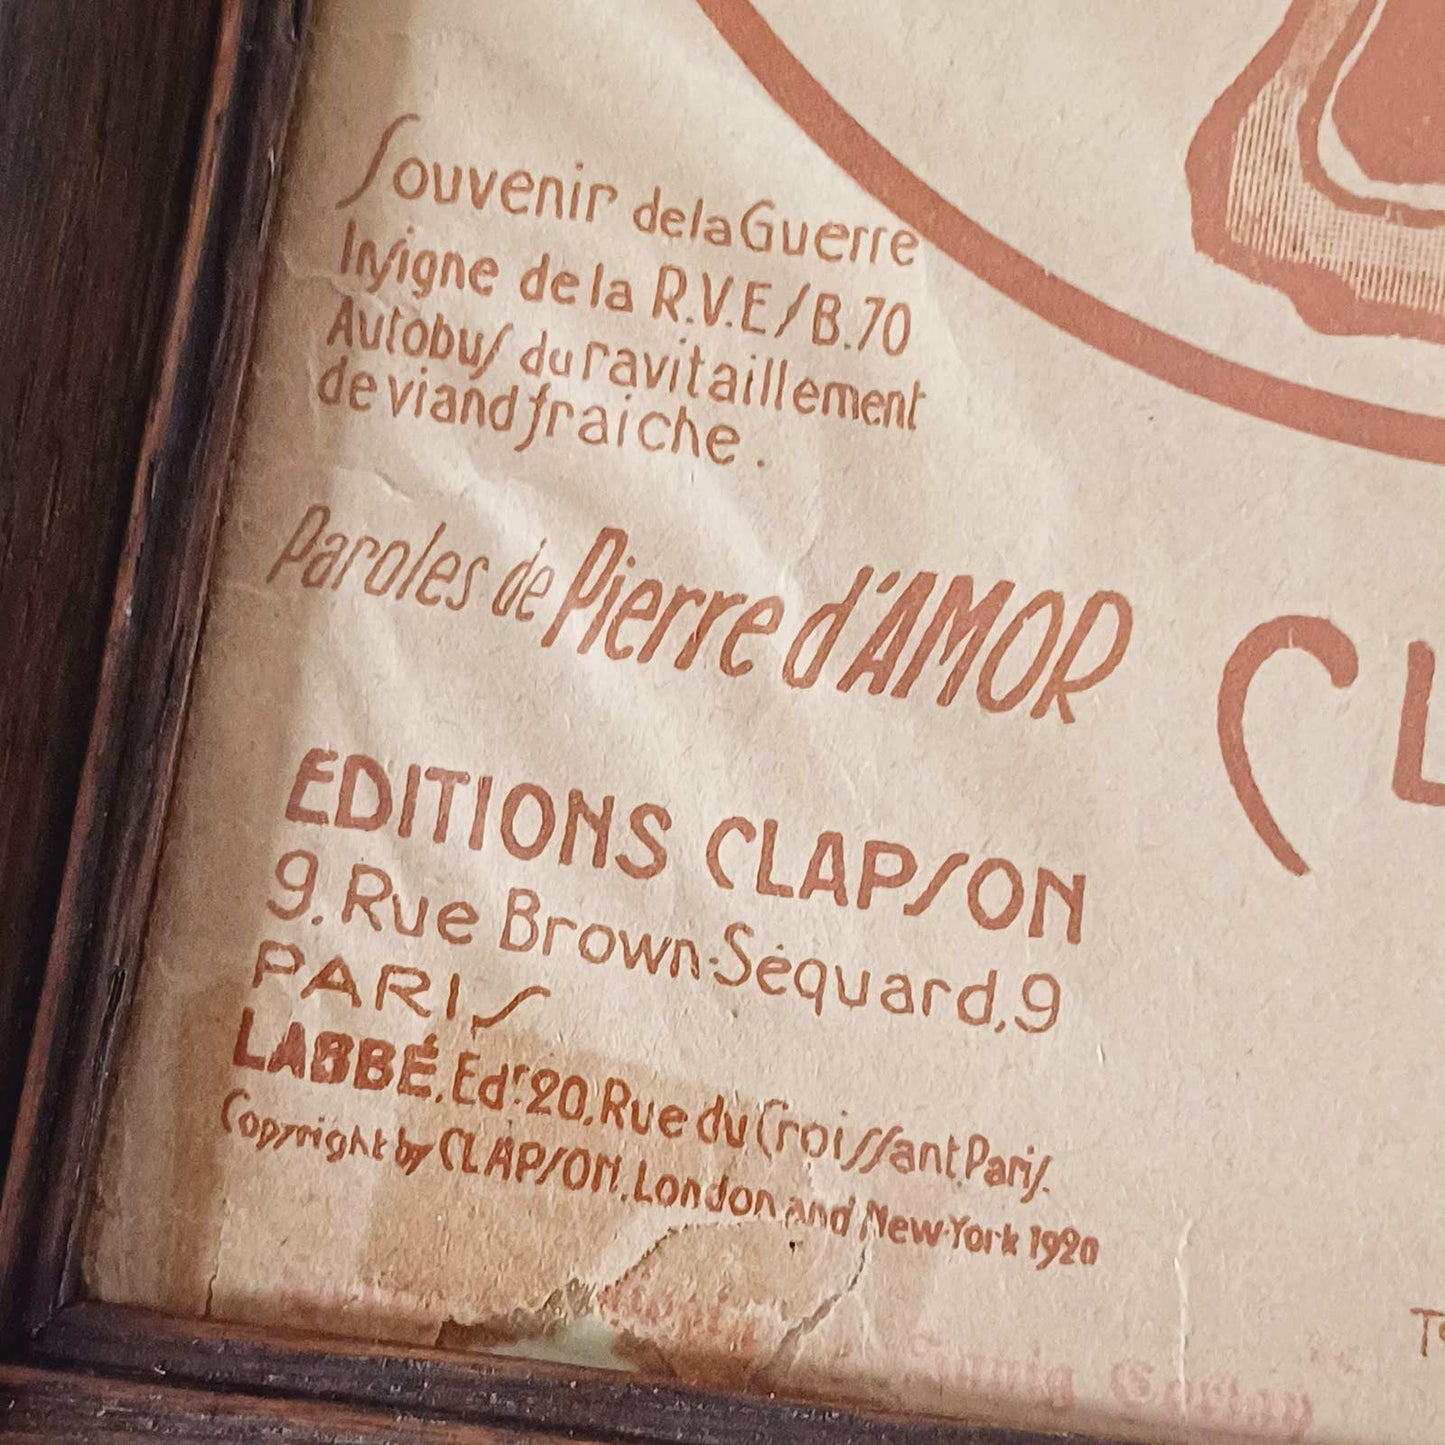 Souvenir de la Guerre
Insigne de la R.V.F/B.70
Autobus du ravitaillement
de viand fraiche.
Paroles de Pierre d'AMOR
EDITIONS CLAPSON
9, Rue Brown-Séquard, 9
PARIS
LABBÉ, Edr. 20, Rue du Croissant, Paris.
Copyright by CLAPSON, London and New-York 1920
CL